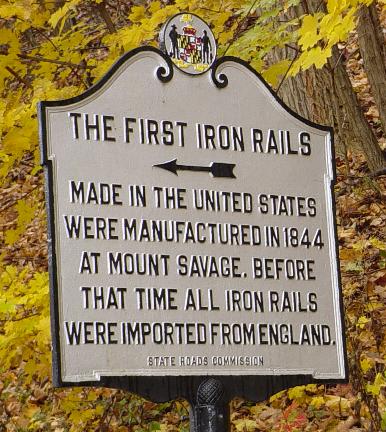 THE FIRST IRON RAILS
MADE IN THE UNITED STATES
WERE MANUFACTURED IN 1844
AT MOUNT SAVAGE. BEFORE
THAT TIME ALL IRON RAILS
WERE IMPORTED FROM ENGLAND.
STATE ROADS COMMISSION